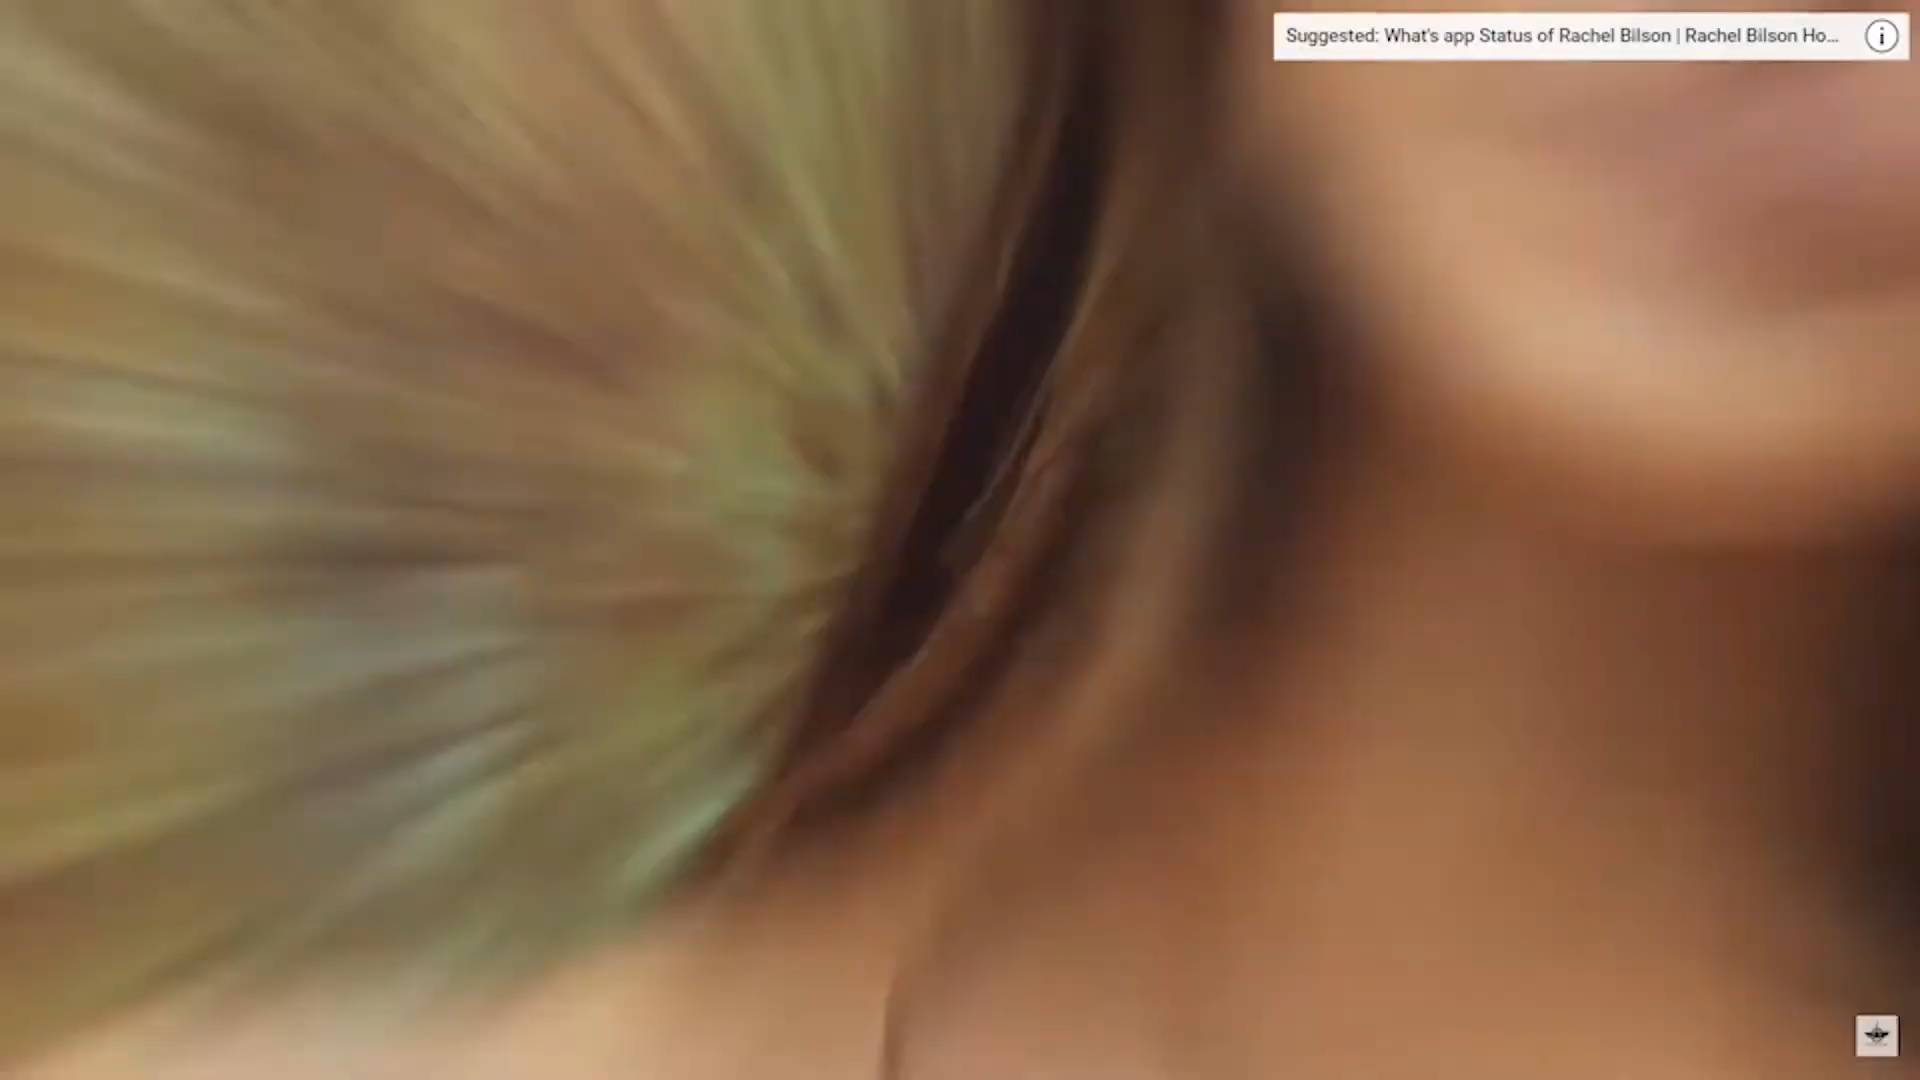 Suggested: What's app Status of Rachel Bilson | Rachel Bilson Ho...